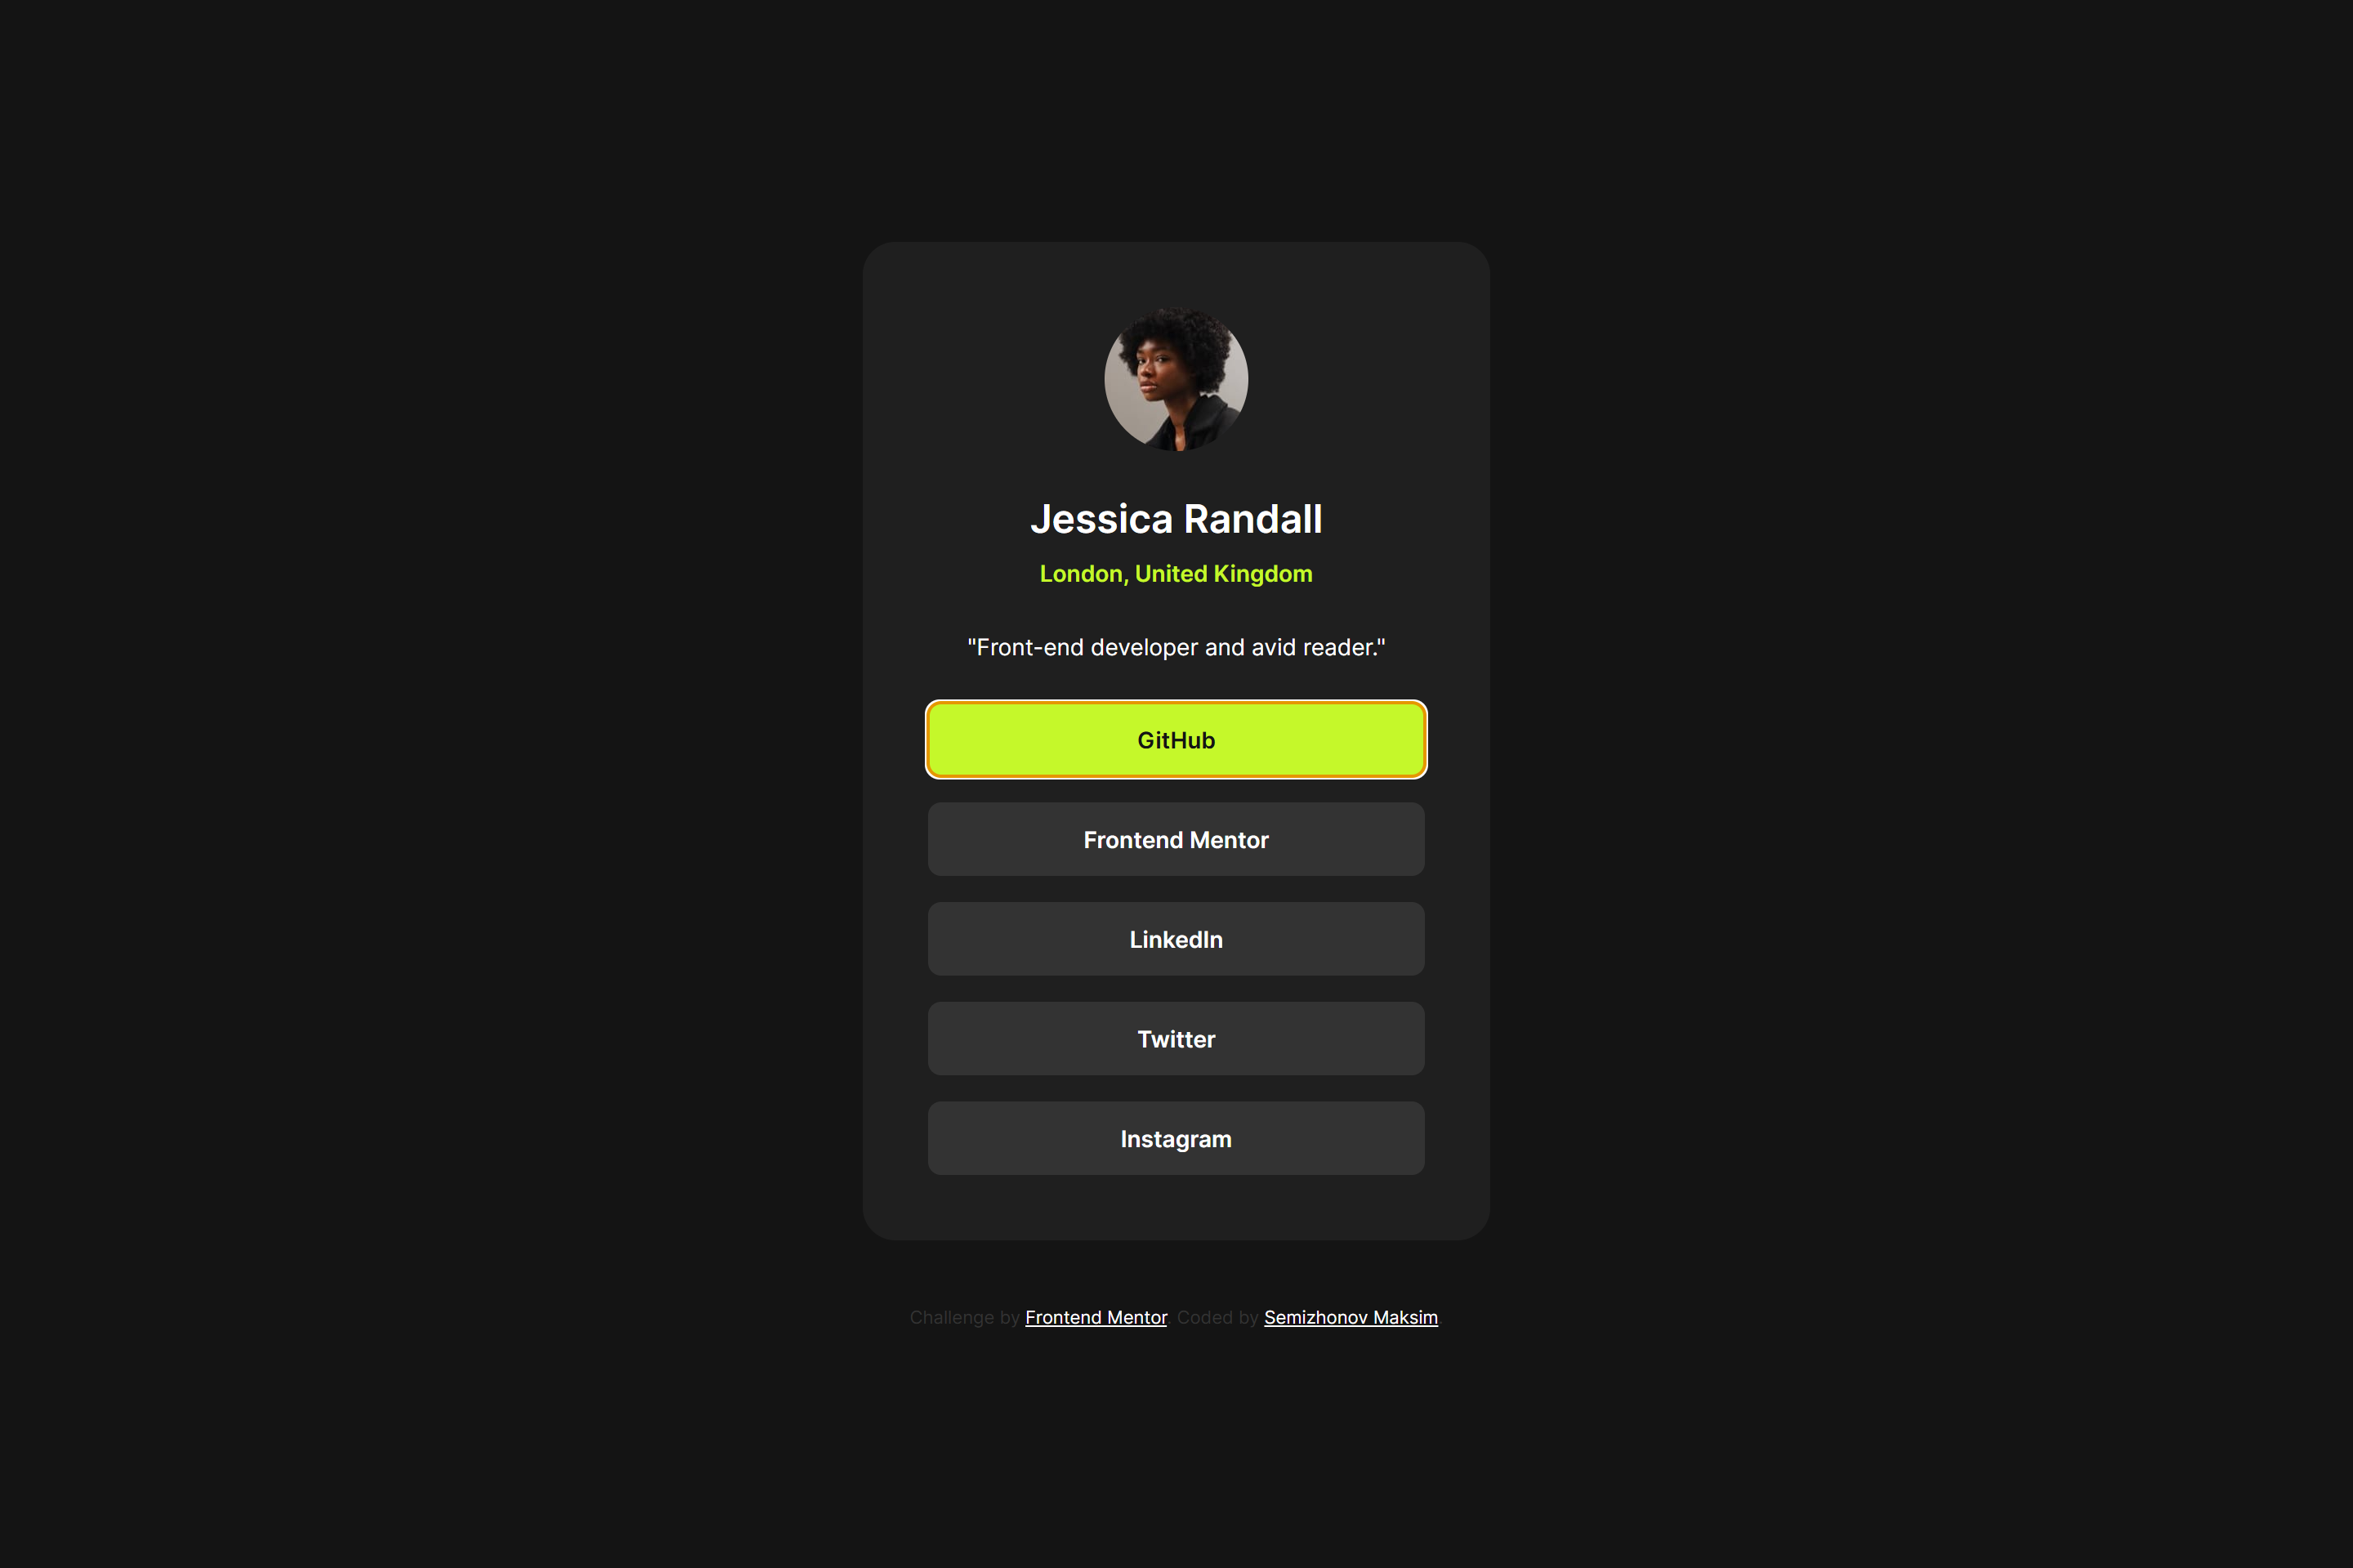 Jessica Randall
London, United Kingdom
"Front-end developer and avid reader."
GitHub
Frontend Mentor
LinkedIn
Twitter
Instagram
Challenge by Frontend Mentor. Coded by Semizhonov Maksim.